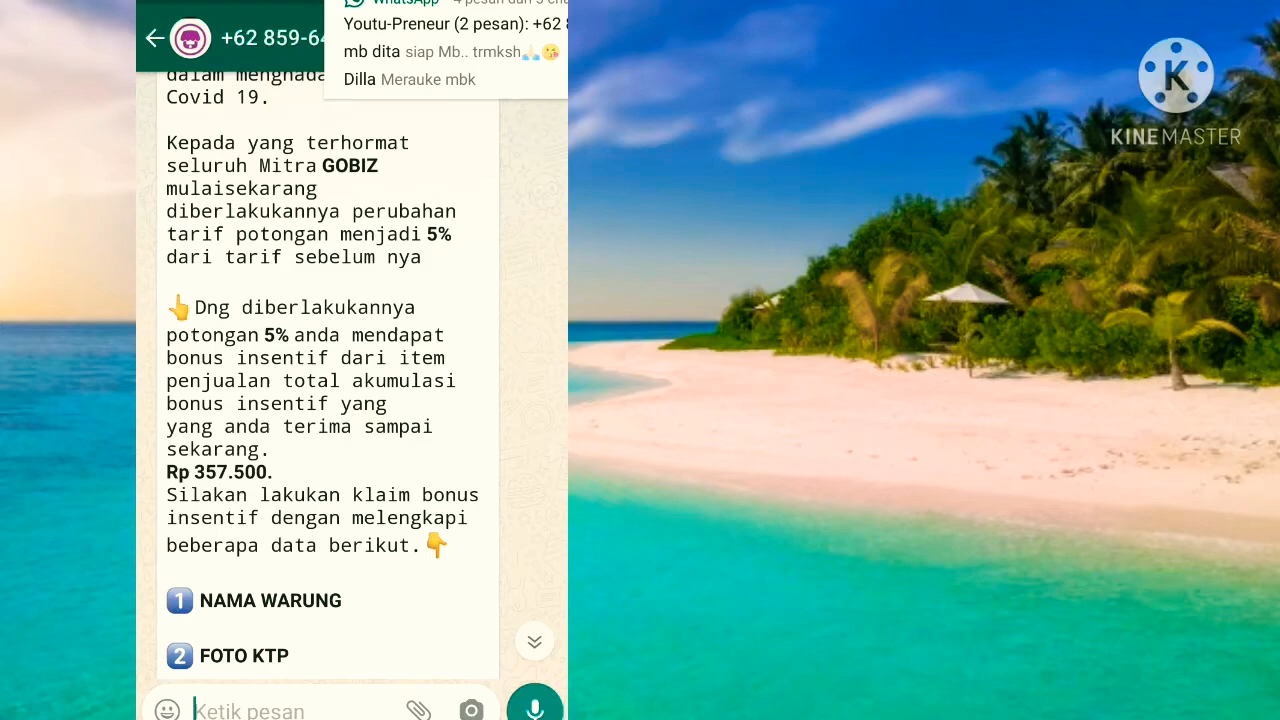 WhatsApp
+62 859-64
Youtu-Preneur (2 pesan): +62 8
mb dita siap Mb.. trmksh🙏😘
Dilla Merauke mbk
dalam menghada
Covid 19.
Kepada yang terhormat
seluruh Mitra GOBIZ
mulaisekarang
diberlakukannya perubahan
tarif potongan menjadi 5%
dari tarif sebelum nya
👆Dng diberlakukannya
potongan 5% anda mendapat
bonus insentif dari item
penjualan total akumulasi
bonus insentif yang
yang anda terima sampai
sekarang.
Rp 357.500.
Silakan lakukan klaim bonus
insentif dengan melengkapi
beberapa data berikut.👇
1 NAMA WARUNG
2 FOTO KTP
Ketik pesan
K
KINEMASTER